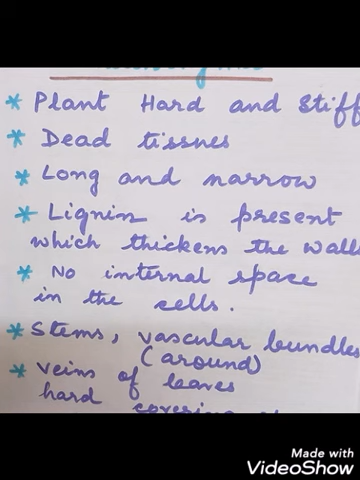 * Plant Hard and Stiff
* Dead tissues
* Long and narrow
* Lignin is present
which thickens the walls
* No internal space
in the cells.
* Stems, vascular bundles
(around)
* veins of leaves
hard covering
Made with
VideoShow